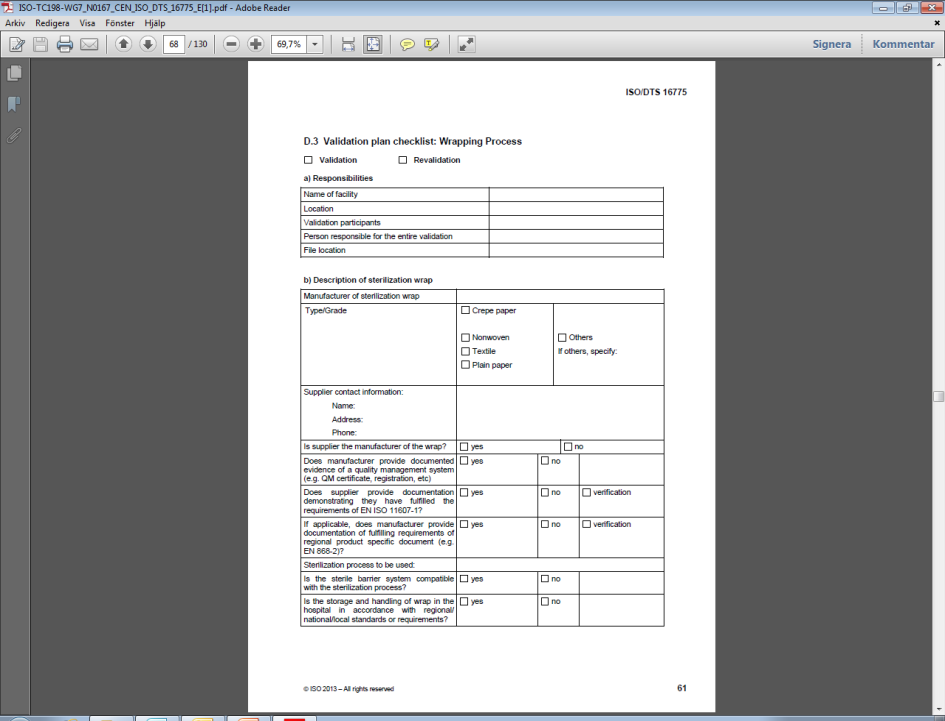 ISO-TC198-WG7_N0167_CEN_ISO_DTS_16775_E[1].pdf - Adobe Reader
Arkiv Redigera Visa Fönster Hjälp
68 / 130 69,7% Signera Kommentar
ISO/DTS 16775
D.3 Validation plan checklist: Wrapping Process
Validation Revalidation
a) Responsibilities
Name of facility
Location
Validation participants
Person responsible for the entire validation
File location
b) Description of sterilization wrap
Manufacturer of sterilization wrap
Type/Grade Crepe paper
Nonwoven Others
Textile If others, specify:
Plain paper
Supplier contact information:
Name:
Address:
Phone:
Is supplier the manufacturer of the wrap? yes no
Does manufacturer provide documented yes no
evidence of a quality management system
(e.g. QM certificate, registration, etc)
Does supplier provide documentation yes no verification
demonstrating they have fulfilled the
requirements of EN ISO 11607-1?
If applicable, does manufacturer provide yes no verification
documentation of fulfilling requirements of
regional product specific document (e.g.
EN 868-2)?
Sterilization process to be used:
Is the sterile barrier system compatible yes no
with the sterilization process?
Is the storage and handling of wrap in the yes no
hospital in accordance with regional/
national/local standards or requirements?
© ISO 2013 – All rights reserved 61